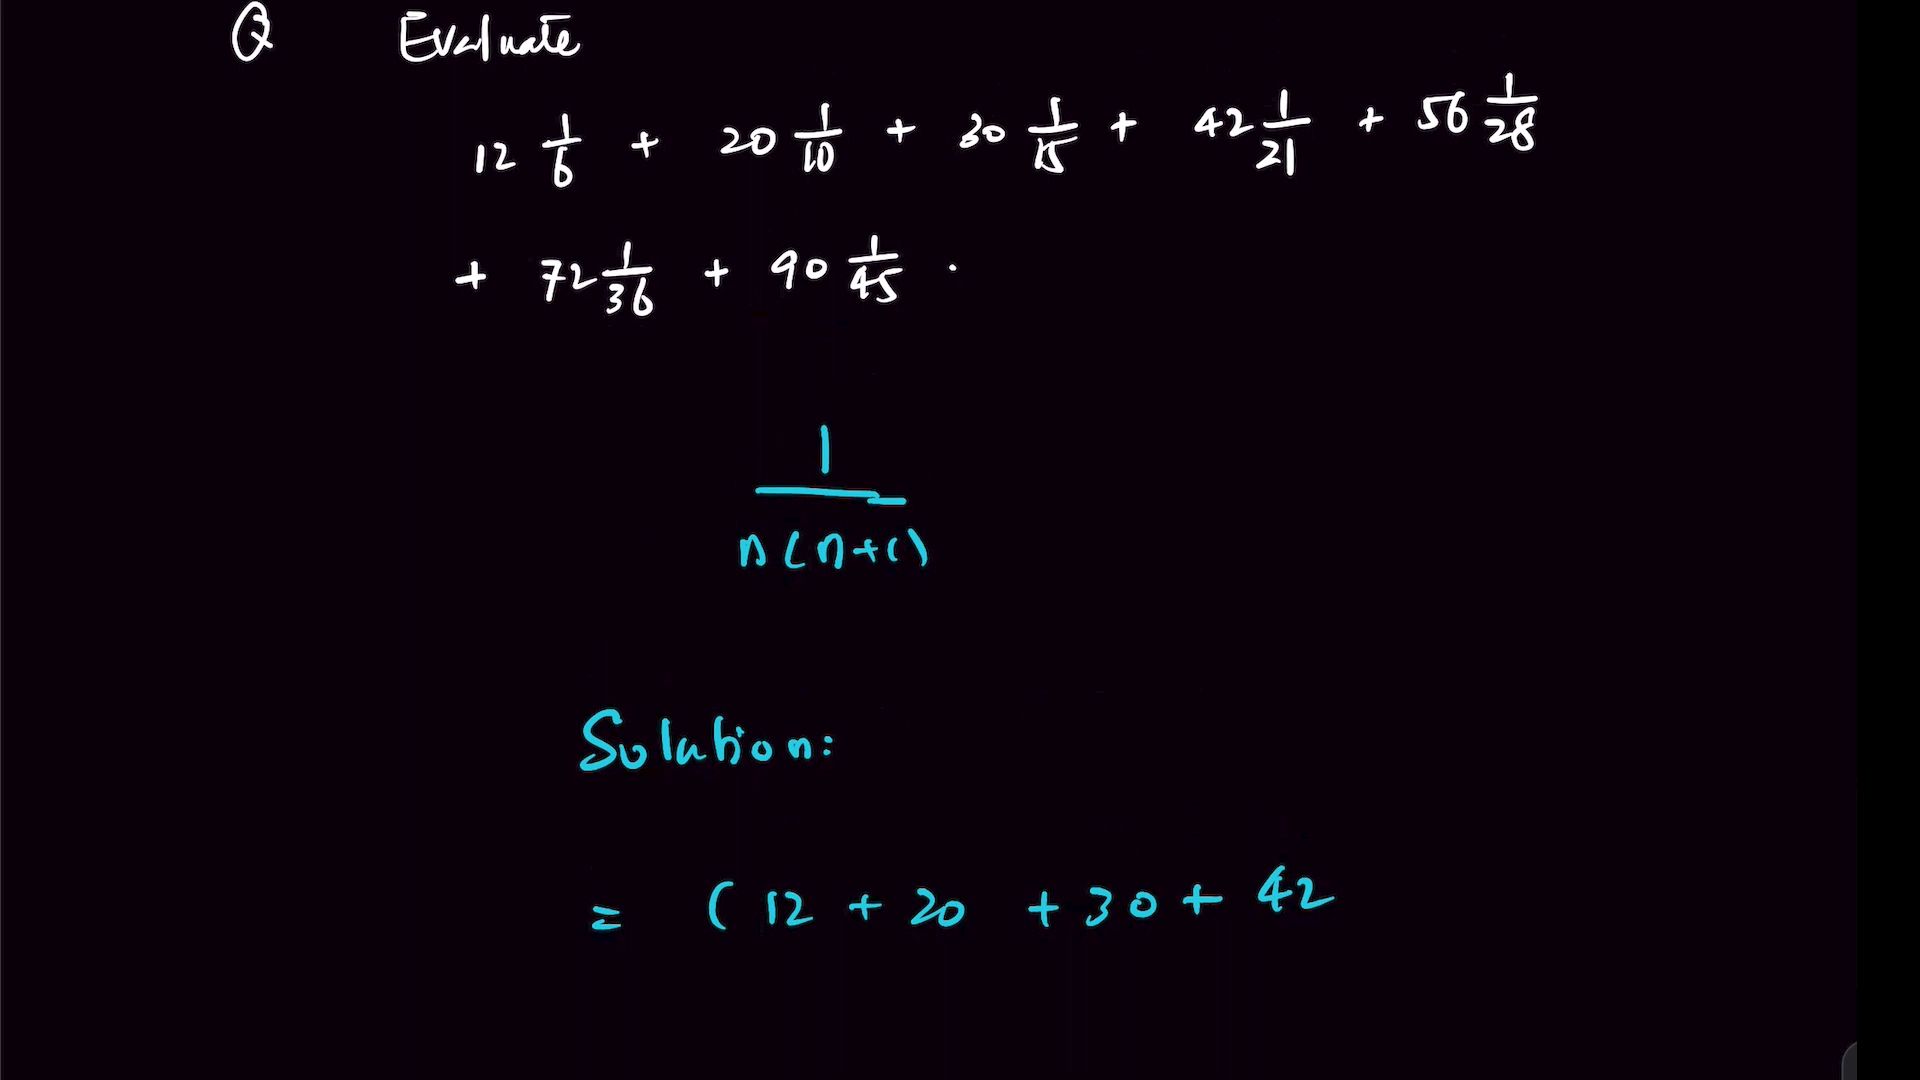 Q Evaluate
12 1/6 + 20 1/10 + 30 1/15 + 42 1/21 + 56 1/28
+ 72 1/36 + 90 1/45 .
1
n(n+1)
Solution:
= (12 + 20 + 30 + 42